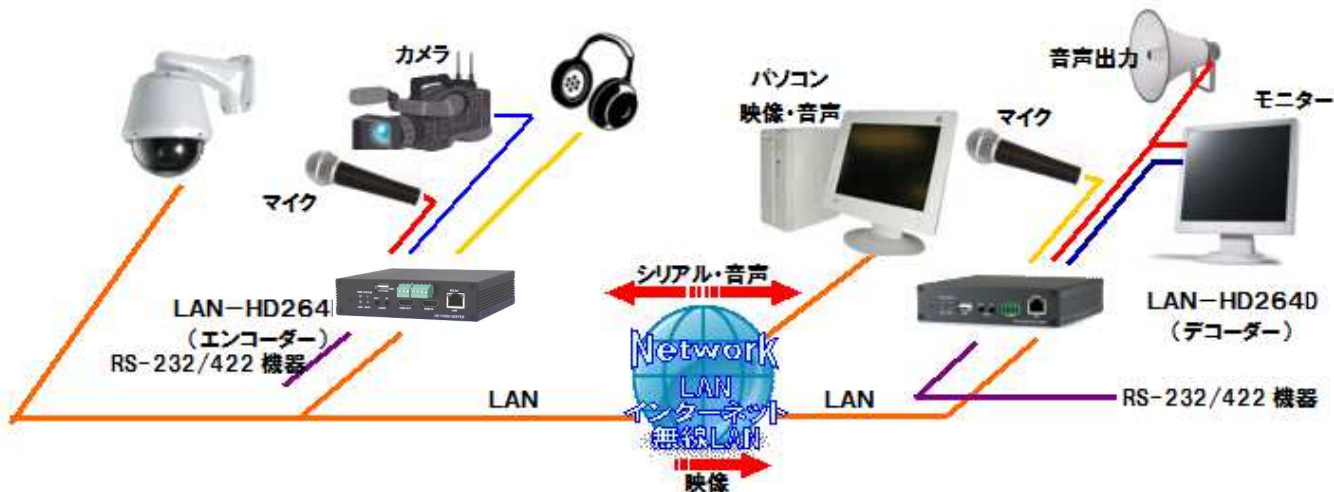 カメラ
音声出力
パソコン
映像・音声
マイク
モニター
マイク
シリアル・音声
LAN-HD264
(エンコーダー)
RS-232/422 機器
LAN-HD264D
(デコーダー)
Network
LAN
インターネット
無線LAN
LAN
LAN
RS-232/422 機器
映像